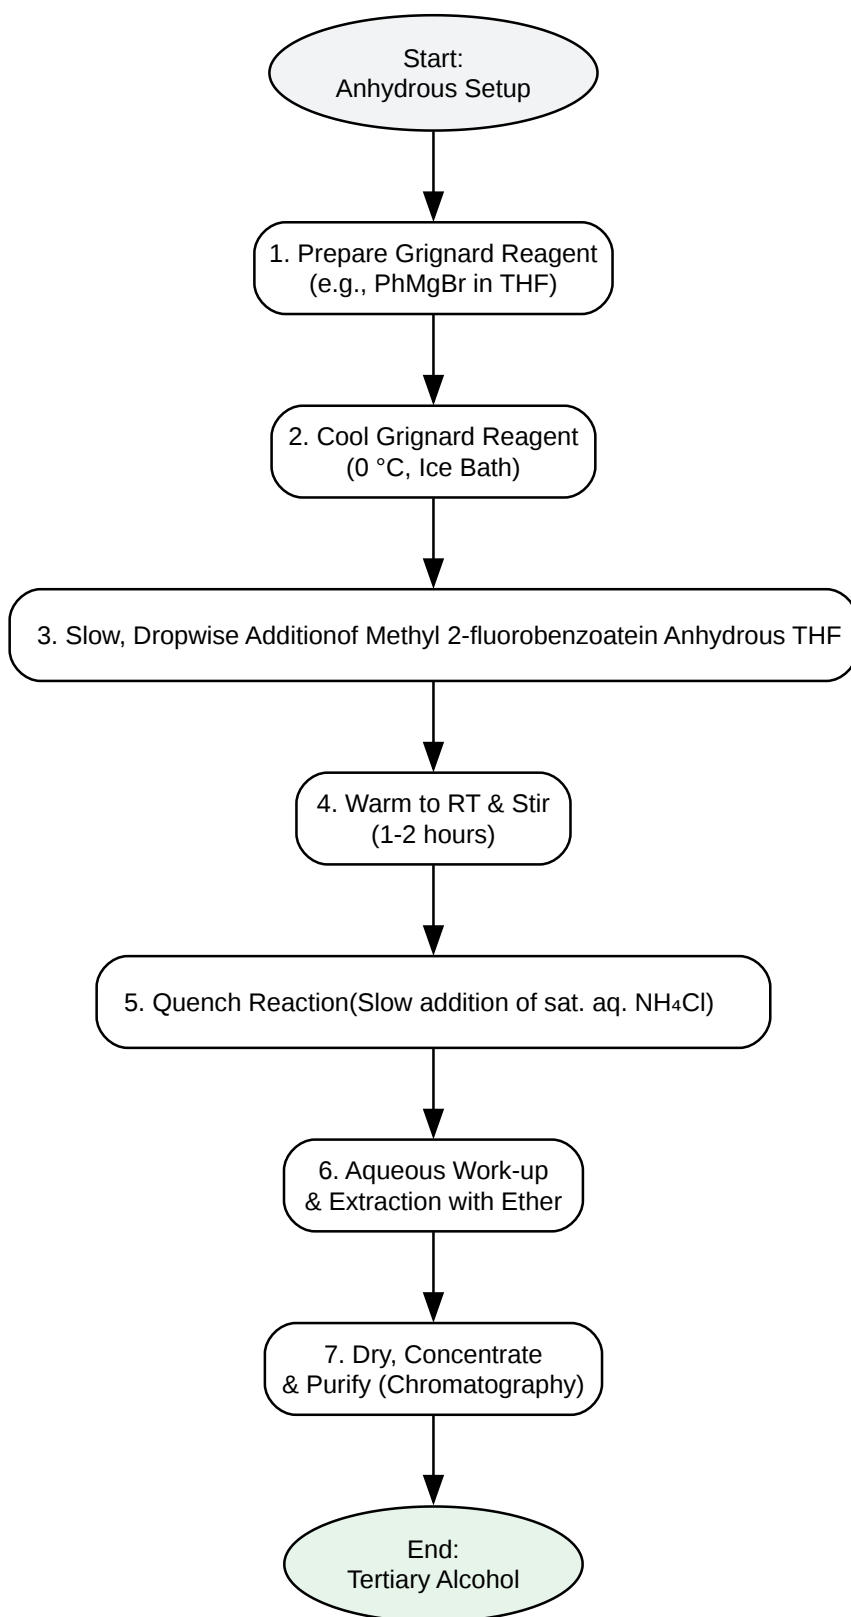 Start:
Anhydrous Setup
1. Prepare Grignard Reagent
(e.g., PhMgBr in THF)
2. Cool Grignard Reagent
(0 °C, Ice Bath)
3. Slow, Dropwise Additionof Methyl 2-fluorobenzoatein Anhydrous THF
4. Warm to RT & Stir
(1-2 hours)
5. Quench Reaction(Slow addition of sat. aq. NH₄Cl)
6. Aqueous Work-up
& Extraction with Ether
7. Dry, Concentrate
& Purify (Chromatography)
End:
Tertiary Alcohol